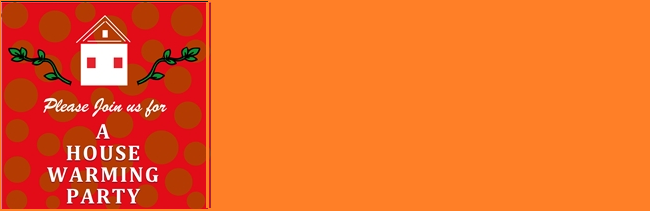 Please Join us for
A
HOUSE
WARMING
PARTY